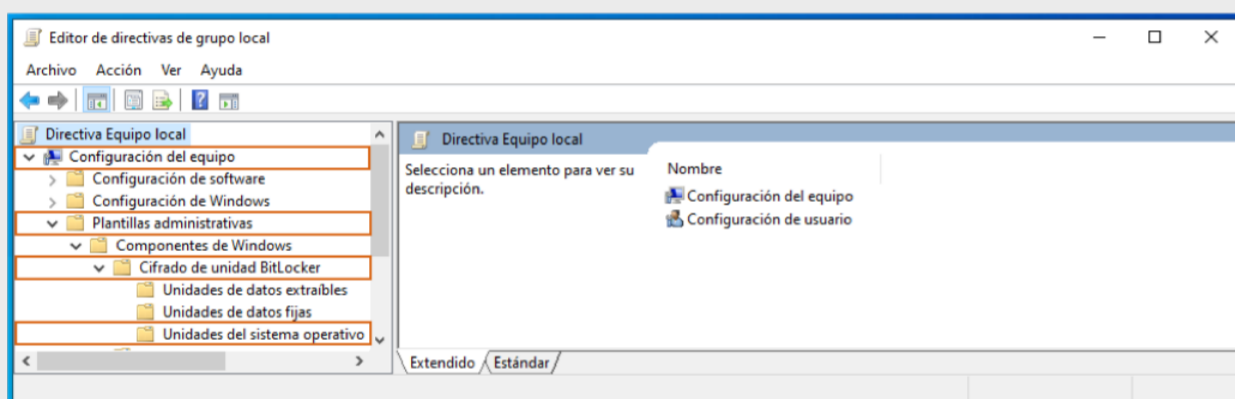 Editor de directivas de grupo local
Archivo Acción Ver Ayuda
Directiva Equipo local
Configuración del equipo
Configuración de software
Configuración de Windows
Plantillas administrativas
Componentes de Windows
Cifrado de unidad BitLocker
Unidades de datos extraíbles
Unidades de datos fijas
Unidades del sistema operativo
Directiva Equipo local
Selecciona un elemento para ver su
descripción.
Nombre
Configuración del equipo
Configuración de usuario
Extendido Estándar